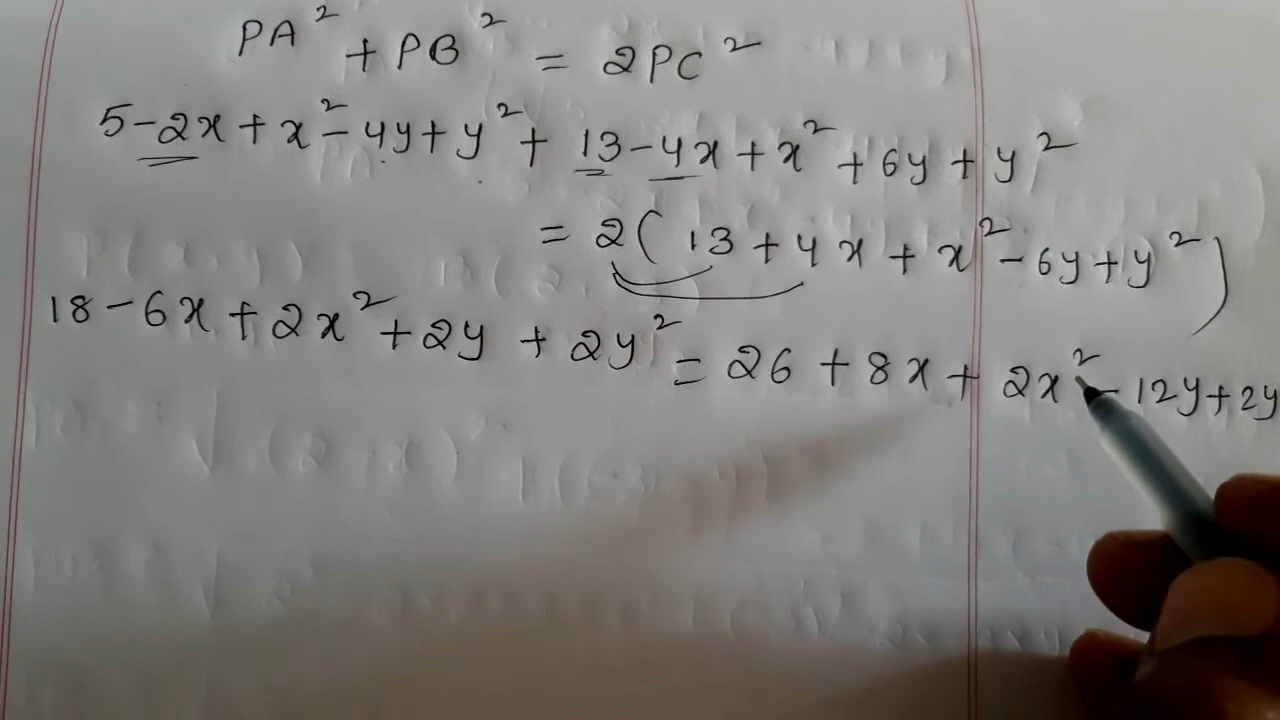 PA² + PB² = 2PC²
5-2x + x² - 4y + y² + 13 - 4x + x² + 6y + y²
= 2( 13 + 4x + x² - 6y + y² )
18 - 6x + 2x² + 2y + 2y² = 26 + 8x + 2x² - 12y + 2y